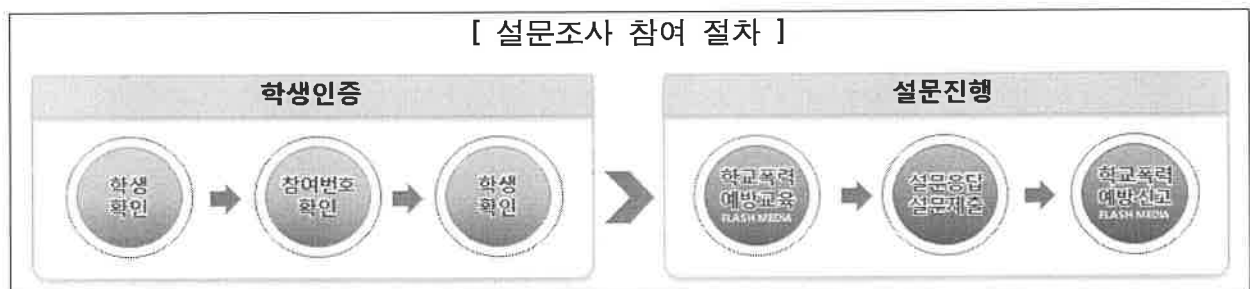 [ 설문조사 참여 절차 ]
학생인증
학생
확인
참여번호
확인
학생
확인
설문진행
학교폭력
예방교육
FLASH MEDIA
설문응답
설문제출
학교폭력
예방신고
FLASH MEDIA